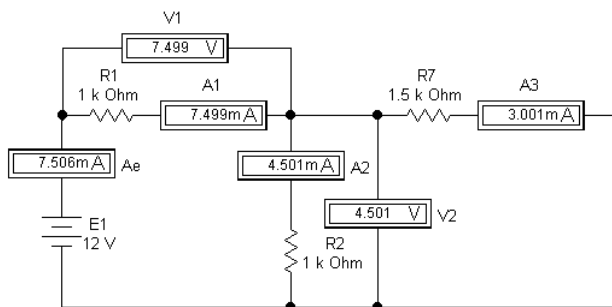 V1
7.499 V
R1
1 k Ohm
A1
7.499mA
R7
1.5 k Ohm
A3
3.001mA
7.506mA
Ae
4.501mA
A2
E1
12 V
R2
1 k Ohm
4.501 V
V2